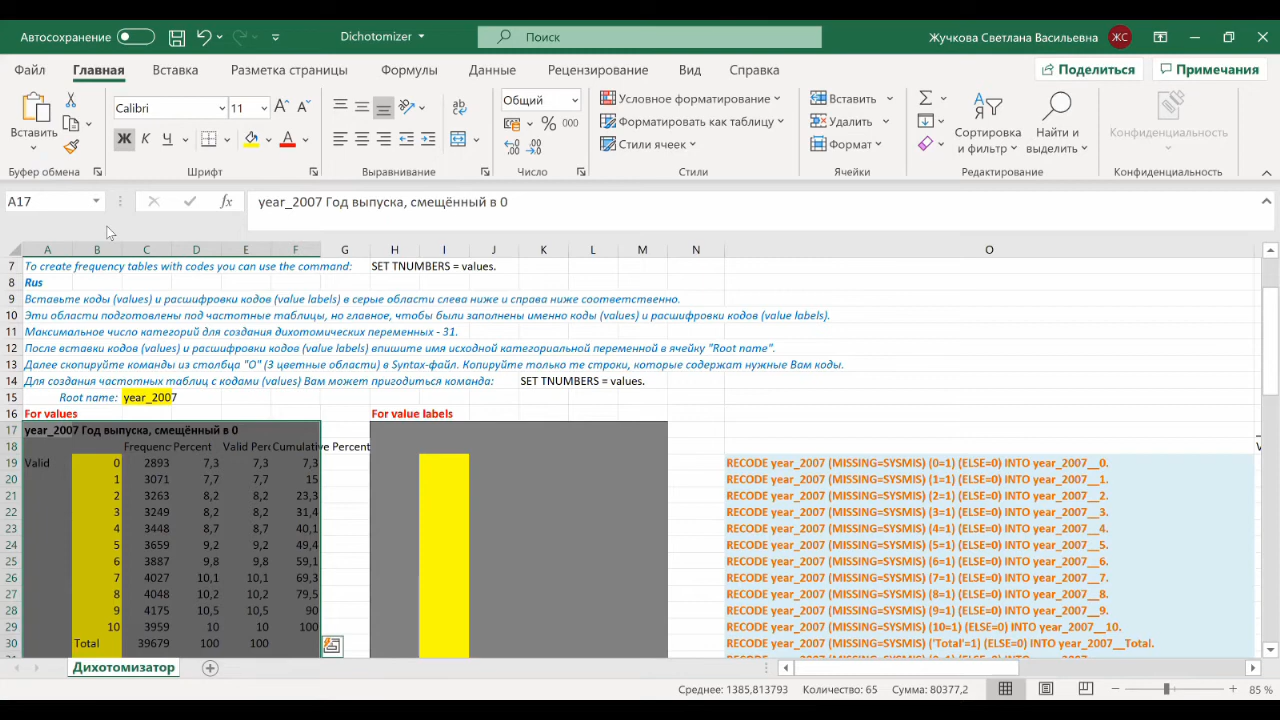 Автосохранение
Dichotomizer
Поиск
Жучкова Светлана Васильевна ЖС
Файл Главная Вставка Разметка страницы Формулы Данные Рецензирование Вид Справка Поделиться Примечания
Calibri 11 Общий Условное форматирование Вставить
Вставить Форматировать как таблицу Удалить Сортировка и фильтр Найти и выделить Конфиденциальность
Ж К Ч % 000 Стили ячеек Формат
Буфер обмена Шрифт Выравнивание Число Стили Ячейки Редактирование Конфиденциальность
A17 fx year_2007 Год выпуска, смещённый в 0
A B C D E F G H I J K L M N O
7 To create frequency tables with codes you can use the command: SET TNUMBERS = values.
8 Rus
9 Вставьте коды (values) и расшифровки кодов (value labels) в серые области слева ниже и справа ниже соответственно.
10 Эти области подготовлены под частотные таблицы, но главное, чтобы были заполнены именно коды (values) и расшифровки кодов (value labels).
11 Максимальное число категорий для создания дихотомических переменных - 31.
12 После вставки кодов (values) и расшифровки кодов (value labels) впишите имя исходной категориальной переменной в ячейку "Root name".
13 Далее скопируйте команды из столбца "O" (3 цветные области) в Syntax-файл. Копируйте только те строки, которые содержат нужные Вам коды.
14 Для создания частотных таблиц с кодами (values) Вам может пригодиться команда: SET TNUMBERS = values.
15 Root name: year_2007
16 For values For value labels
17 year_2007 Год выпуска, смещённый в 0
18 Frequenc Percent Valid Perc Cumulative Percent
19 Valid 0 2893 7,3 7,3 7,3 RECODE year_2007 (MISSING=SYSMIS) (0=1) (ELSE=0) INTO year_2007__0.
20 1 3071 7,7 7,7 15 RECODE year_2007 (MISSING=SYSMIS) (1=1) (ELSE=0) INTO year_2007__1.
21 2 3263 8,2 8,2 23,3 RECODE year_2007 (MISSING=SYSMIS) (2=1) (ELSE=0) INTO year_2007__2.
22 3 3249 8,2 8,2 31,4 RECODE year_2007 (MISSING=SYSMIS) (3=1) (ELSE=0) INTO year_2007__3.
23 4 3448 8,7 8,7 40,1 RECODE year_2007 (MISSING=SYSMIS) (4=1) (ELSE=0) INTO year_2007__4.
24 5 3659 9,2 9,2 49,4 RECODE year_2007 (MISSING=SYSMIS) (5=1) (ELSE=0) INTO year_2007__5.
25 6 3887 9,8 9,8 59,1 RECODE year_2007 (MISSING=SYSMIS) (6=1) (ELSE=0) INTO year_2007__6.
26 7 4027 10,1 10,1 69,3 RECODE year_2007 (MISSING=SYSMIS) (7=1) (ELSE=0) INTO year_2007__7.
27 8 4048 10,2 10,2 79,5 RECODE year_2007 (MISSING=SYSMIS) (8=1) (ELSE=0) INTO year_2007__8.
28 9 4175 10,5 10,5 90 RECODE year_2007 (MISSING=SYSMIS) (9=1) (ELSE=0) INTO year_2007__9.
29 10 3959 10 10 100 RECODE year_2007 (MISSING=SYSMIS) (10=1) (ELSE=0) INTO year_2007__10.
30 Total 39679 100 100 RECODE year_2007 (MISSING=SYSMIS) ('Total'=1) (ELSE=0) INTO year_2007__Total.
Дихотомизатор
Среднее: 1385,813793 Количество: 65 Сумма: 80377,2 85 %